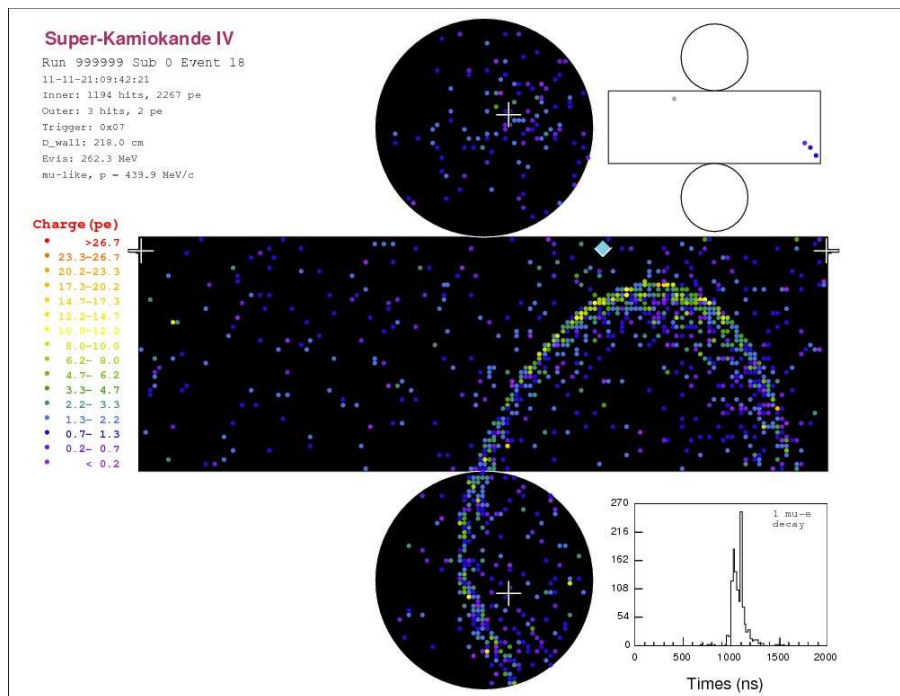 Super-Kamiokande IV
Run 999999 Sub 0 Event 18
11-11-21:09:42:21
Inner: 1194 hits, 2267 pe
Outer: 3 hits, 2 pe
Trigger: 0x07
D_wall: 218.0 cm
Evis: 262.3 MeV
mu-like, p = 439.9 MeV/c
Charge(pe)
>26.7
23.3-26.7
20.2-23.3
17.3-20.2
14.7-17.3
12.2-14.7
10.0-12.2
8.0-10.0
6.2- 8.0
4.7- 6.2
3.3- 4.7
2.2- 3.3
1.3- 2.2
0.7- 1.3
0.2- 0.7
< 0.2
1 mu-e
decay
270
216
162
108
54
0
0 500 1000 1500 2000
Times (ns)